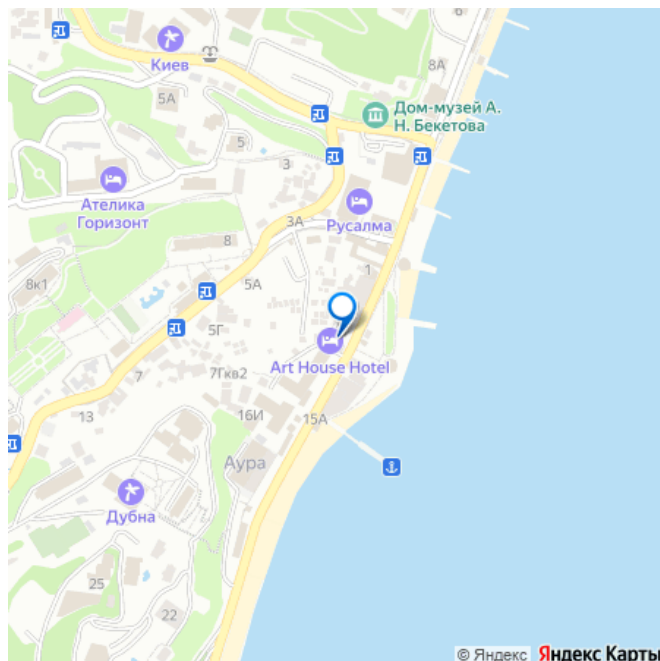 6
Киев
8А
5А
Дом-музей А.
Н. Бекетова
5
3
Ателика
Горизонт
Русалма
3А
8
1
8к1
5А
5Г
Art House Hotel
7
7Гкв2
13
16И
15А
Аура
Дубна
25
22
© Яндекс Яндекс Карты